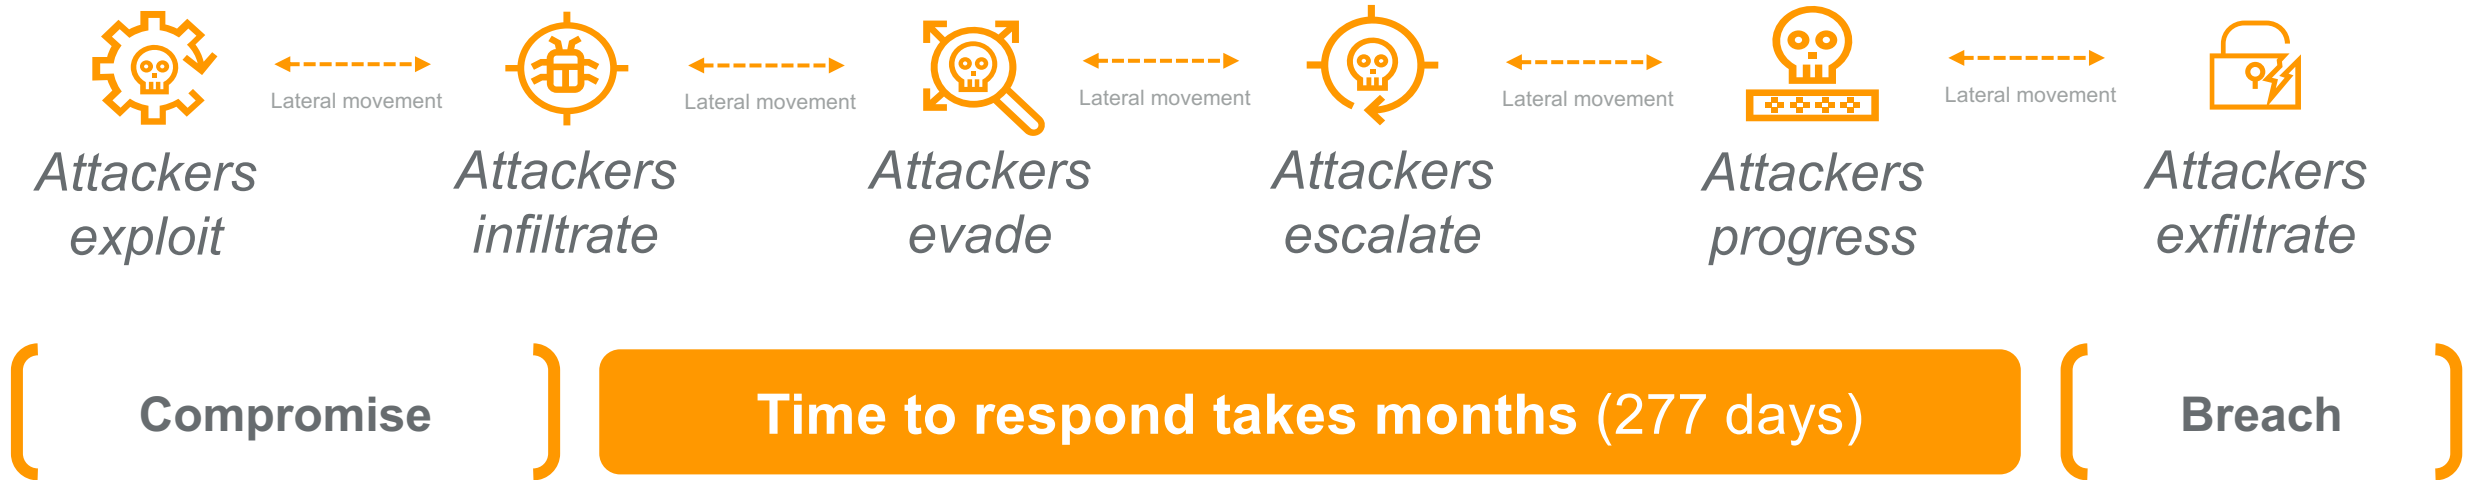 Lateral movement
Lateral movement
Lateral movement
Lateral movement
Lateral movement
Attackers
exploit
Attackers
infiltrate
Attackers
evade
Attackers
escalate
Attackers
progress
Attackers
exfiltrate
Compromise
Time to respond takes months (277 days)
Breach